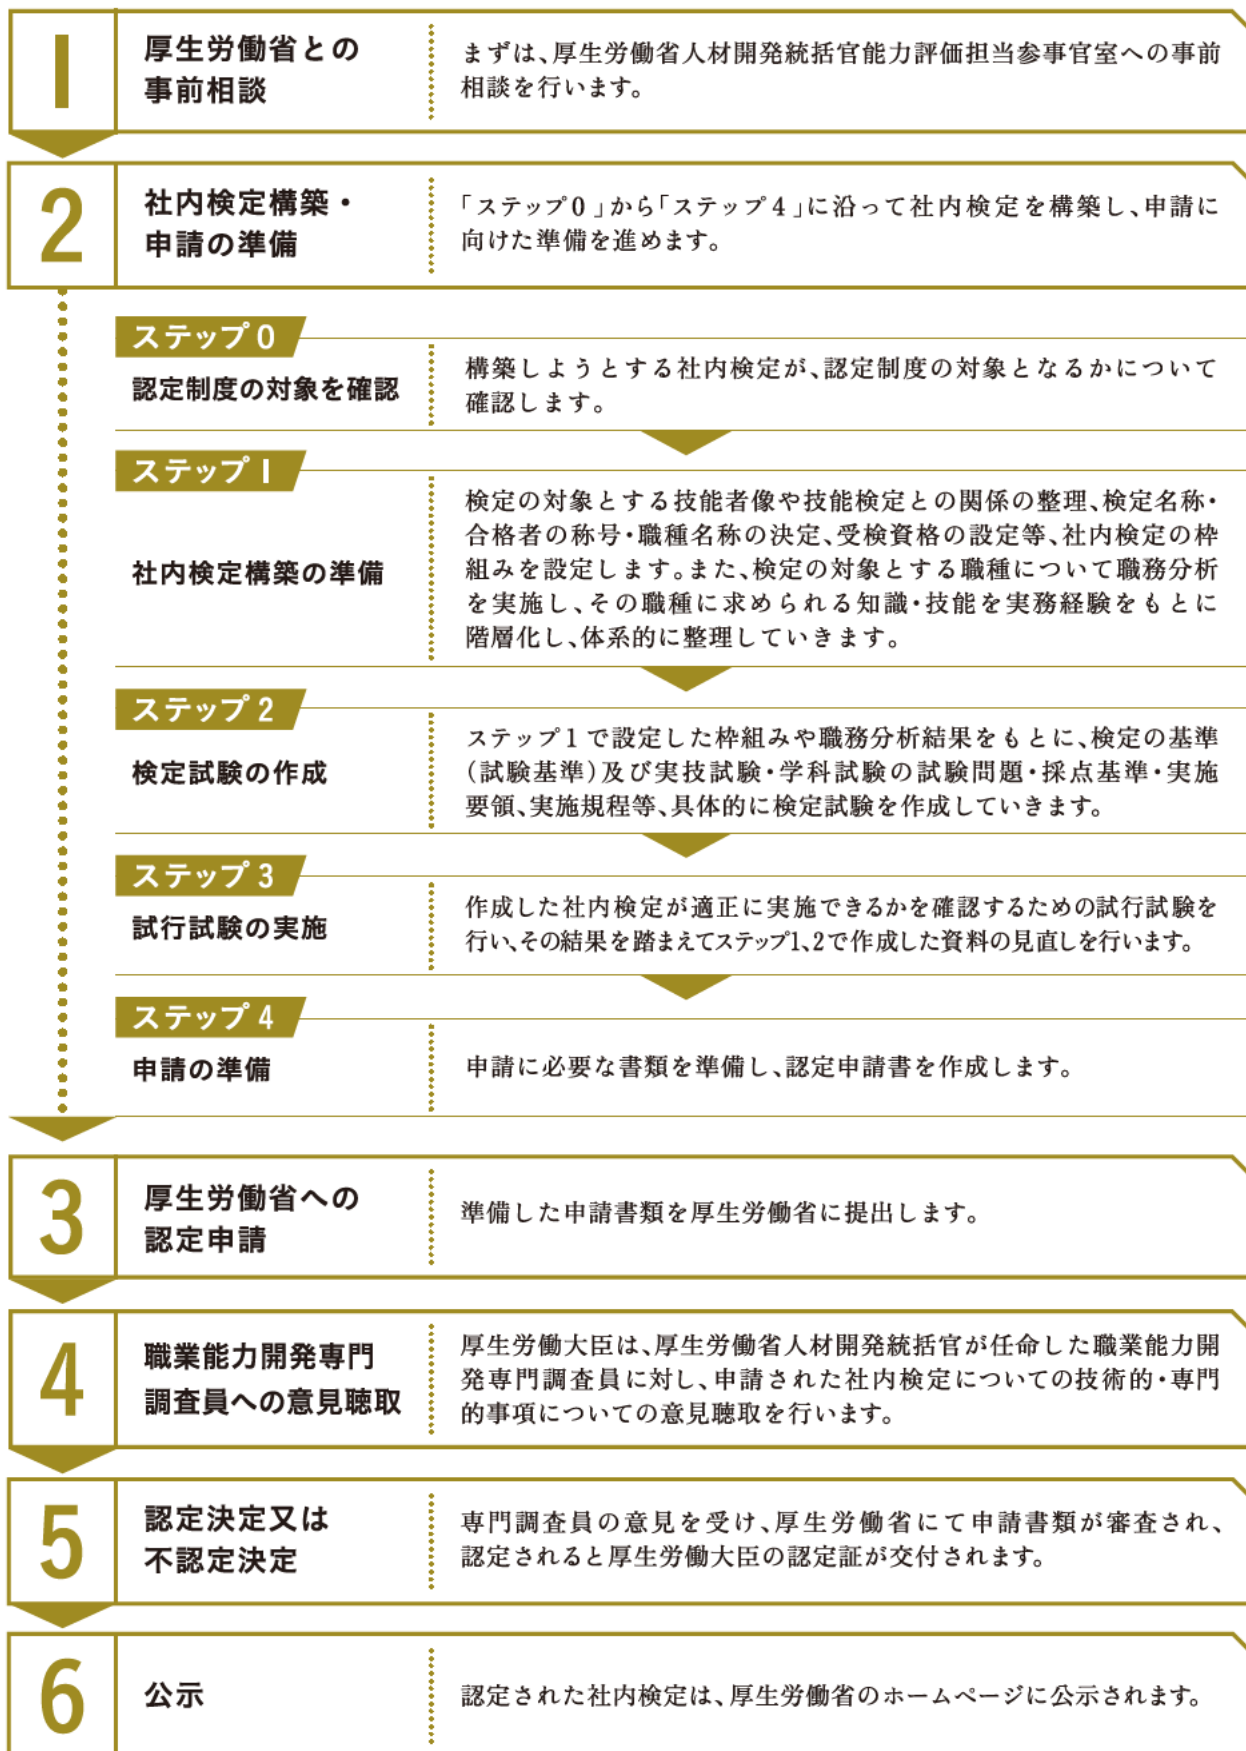 1
厚生労働省との
事前相談
まずは、厚生労働省人材開発統括官能力評価担当参事官室への事前
相談を行います。
2
社内検定構築・
申請の準備
「ステップ0」から「ステップ4」に沿って社内検定を構築し、申請に
向けた準備を進めます。
ステップ0
認定制度の対象を確認
構築しようとする社内検定が、認定制度の対象となるかについて
確認します。
ステップ1
社内検定構築の準備
検定の対象とする技能者像や技能検定との関係の整理、検定名称・
合格者の称号・職種名称の決定、受検資格の設定等、社内検定の枠
組みを設定します。また、検定の対象とする職種について職務分析
を実施し、その職種に求められる知識・技能を実務経験をもとに
階層化し、体系的に整理していきます。
ステップ2
検定試験の作成
ステップ1で設定した枠組みや職務分析結果をもとに、検定の基準
(試験基準)及び実技試験・学科試験の試験問題・採点基準・実施
要領、実施規程等、具体的に検定試験を作成していきます。
ステップ3
試行試験の実施
作成した社内検定が適正に実施できるかを確認するための試行試験を
行い、その結果を踏まえてステップ1、2で作成した資料の見直しを行います。
ステップ4
申請の準備
申請に必要な書類を準備し、認定申請書を作成します。
3
厚生労働省への
認定申請
準備した申請書類を厚生労働省に提出します。
4
職業能力開発専門
調査員への意見聴取
厚生労働大臣は、厚生労働省人材開発統括官が任命した職業能力開
発専門調査員に対し、申請された社内検定についての技術的・専門
的事項についての意見聴取を行います。
5
認定決定又は
不認定決定
専門調査員の意見を受け、厚生労働省にて申請書類が審査され、
認定されると厚生労働大臣の認定証が交付されます。
6
公示
認定された社内検定は、厚生労働省のホームページに公示されます。